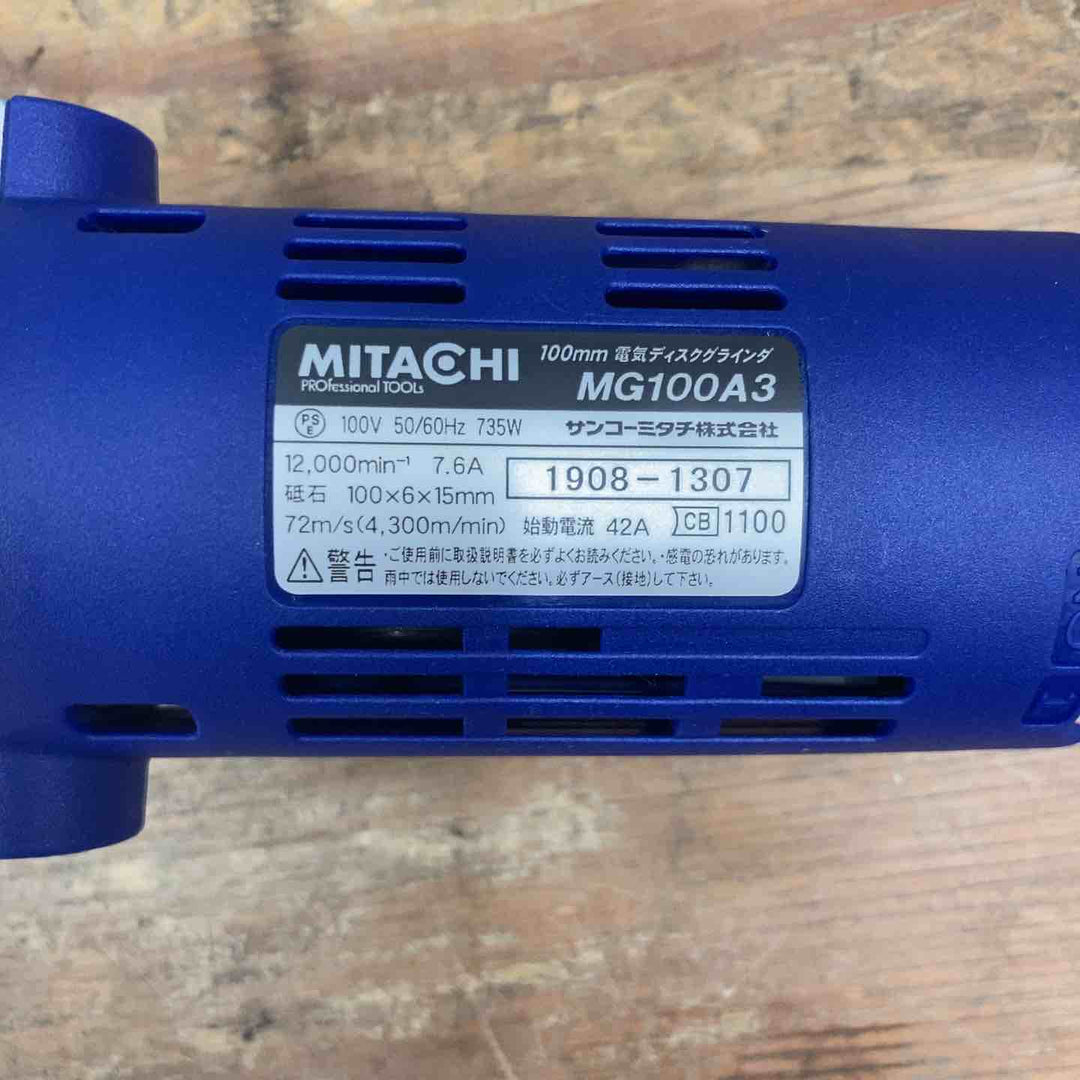 MITACHI
PROfessional TOOLs
100mm 電気ディスクグラインダ
MG100A3
PSE 100V 50/60Hz 735W サンコーミタチ株式会社
12,000min⁻¹ 7.6A
1908-1307
砥石 100×6×15mm
72m/s(4,300m/min) 始動電流 42A CB 1100
警告 ・ご使用前に取扱説明書を必ずよくお読みください。・感電の恐れがあります。
雨中では使用しないでください。必ずアース(接地)して下さい。